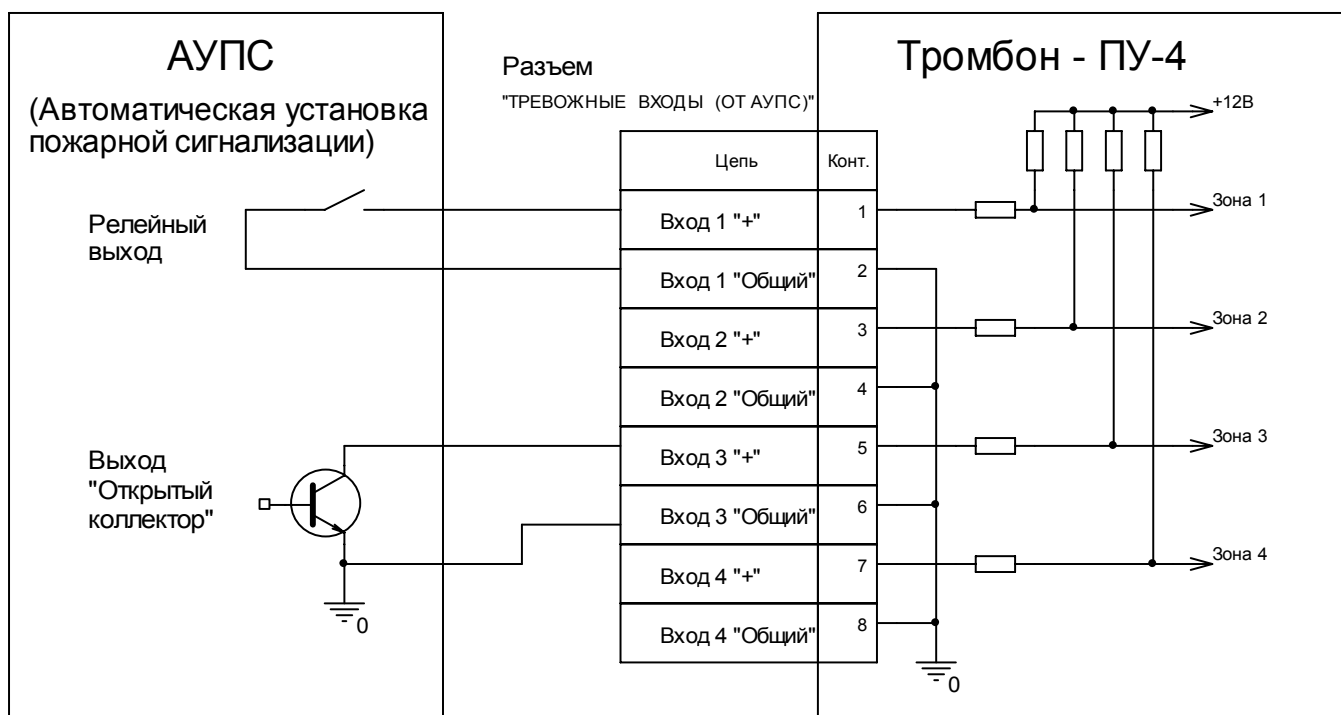 АУПС
(Автоматическая установка
пожарной сигнализации)
Релейный
выход
Выход
"Открытый
коллектор"
0
Разъем
"ТРЕВОЖНЫЕ ВХОДЫ (ОТ АУПС)"
Цепь Конт.
Вход 1 "+" 1
Вход 1 "Общий" 2
Вход 2 "+" 3
Вход 2 "Общий" 4
Вход 3 "+" 5
Вход 3 "Общий" 6
Вход 4 "+" 7
Вход 4 "Общий" 8
Тромбон - ПУ-4
+12В
Зона 1
Зона 2
Зона 3
Зона 4
0